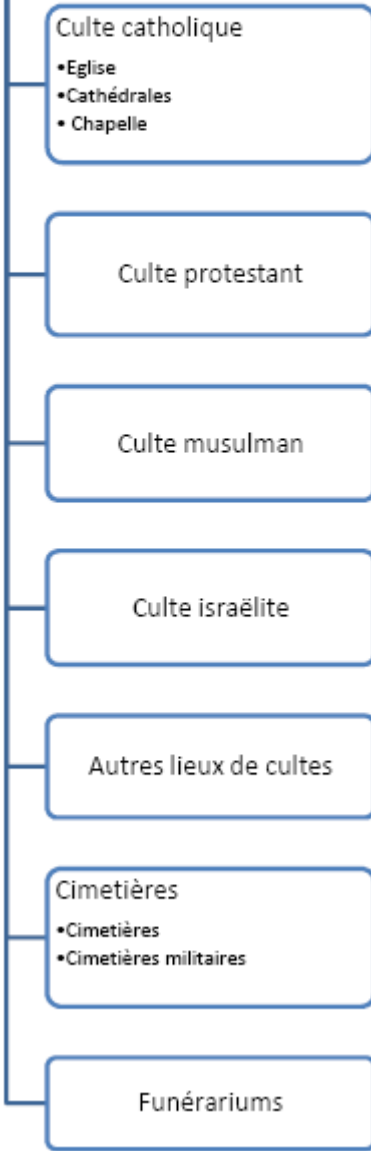 Culte catholique
•Eglise
•Cathédrales
• Chapelle
Culte protestant
Culte musulman
Culte israëlite
Autres lieux de cultes
Cimetières
•Cimetières
•Cimetières militaires
Funérariums